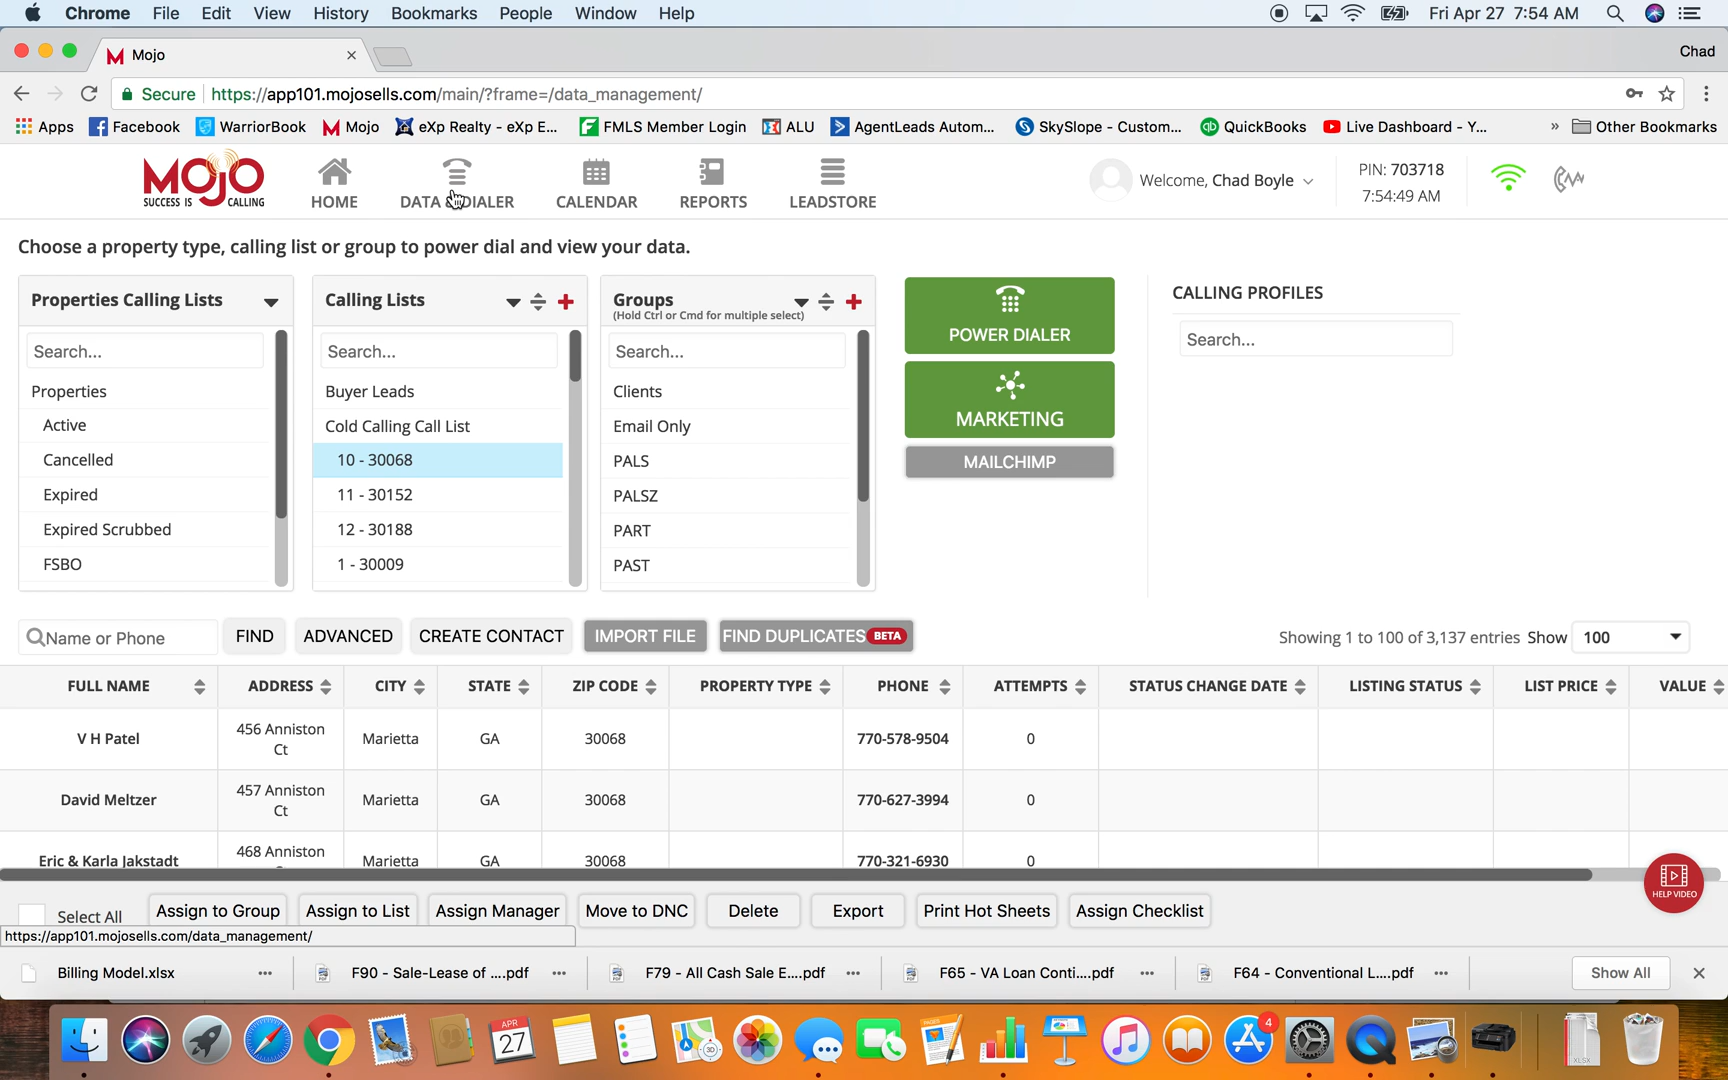 Chrome File Edit View History Bookmarks People Window Help Fri Apr 27 7:54 AM
Mojo Chad
Secure https://app101.mojosells.com/main/?frame=/data_management/
Apps Facebook WarriorBook Mojo eXp Realty - eXp E... FMLS Member Login ALU AgentLeads Autom... SkySlope - Custom... QuickBooks Live Dashboard - Y... » Other Bookmarks
MOJO
SUCCESS IS CALLING
HOME DATA & DIALER CALENDAR REPORTS LEADSTORE
Welcome, Chad Boyle
PIN: 703718
7:54:49 AM
Choose a property type, calling list or group to power dial and view your data.
Properties Calling Lists
Search...
Properties
Active
Cancelled
Expired
Expired Scrubbed
FSBO
Calling Lists
Search...
Buyer Leads
Cold Calling Call List
10 - 30068
11 - 30152
12 - 30188
1 - 30009
Groups
(Hold Ctrl or Cmd for multiple select)
Search...
Clients
Email Only
PALS
PALSZ
PART
PAST
POWER DIALER
MARKETING
MAILCHIMP
CALLING PROFILES
Search...
Name or Phone FIND ADVANCED CREATE CONTACT IMPORT FILE FIND DUPLICATES BETA Showing 1 to 100 of 3,137 entries Show 100
FULL NAME ADDRESS CITY STATE ZIP CODE PROPERTY TYPE PHONE ATTEMPTS STATUS CHANGE DATE LISTING STATUS LIST PRICE VALUE
V H Patel 456 Anniston Ct Marietta GA 30068 770-578-9504 0
David Meltzer 457 Anniston Ct Marietta GA 30068 770-627-3994 0
Eric & Karla Jakstadt 468 Anniston Marietta GA 30068 770-321-6930 0
HELP VIDEO
Select All Assign to Group Assign to List Assign Manager Move to DNC Delete Export Print Hot Sheets Assign Checklist
https://app101.mojosells.com/data_management/
Billing Model.xlsx F90 - Sale-Lease of ....pdf F79 - All Cash Sale E....pdf F65 - VA Loan Conti....pdf F64 - Conventional L....pdf Show All
APR
27
3D
PAGES
4
XLSX